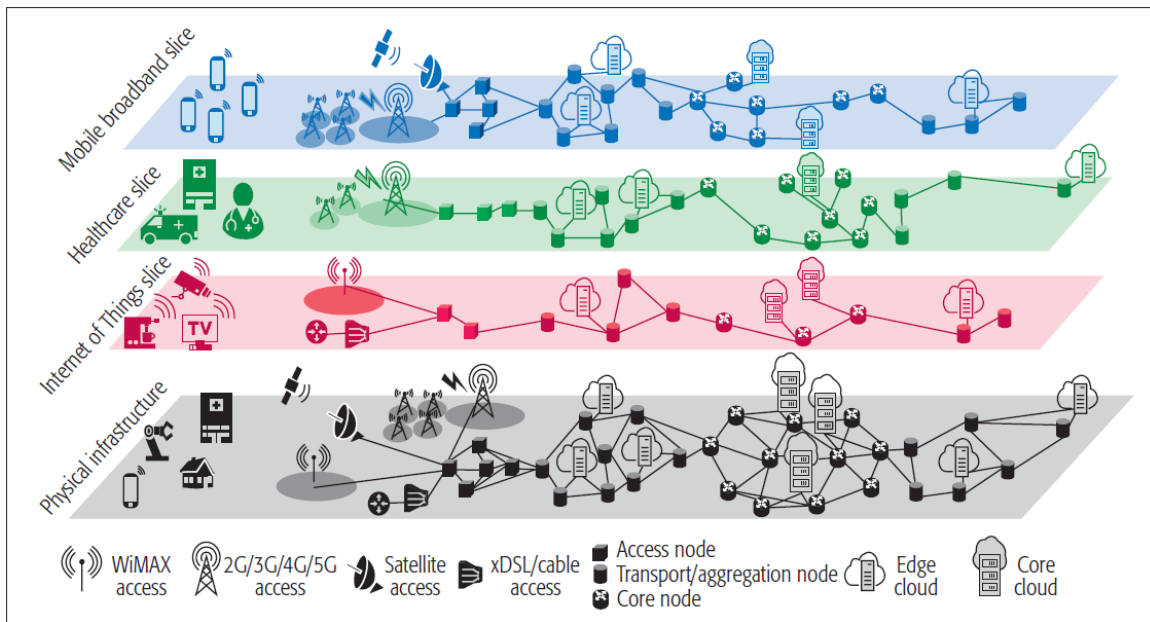 Mobile broadband slice
Healthcare slice
Internet of Things slice
TV
Physical infrastructure
WiMAX
access
2G/3G/4G/5G
access
Satellite
access
xDSL/cable
access
Access node
Transport/aggregation node
Core node
Edge
cloud
Core
cloud